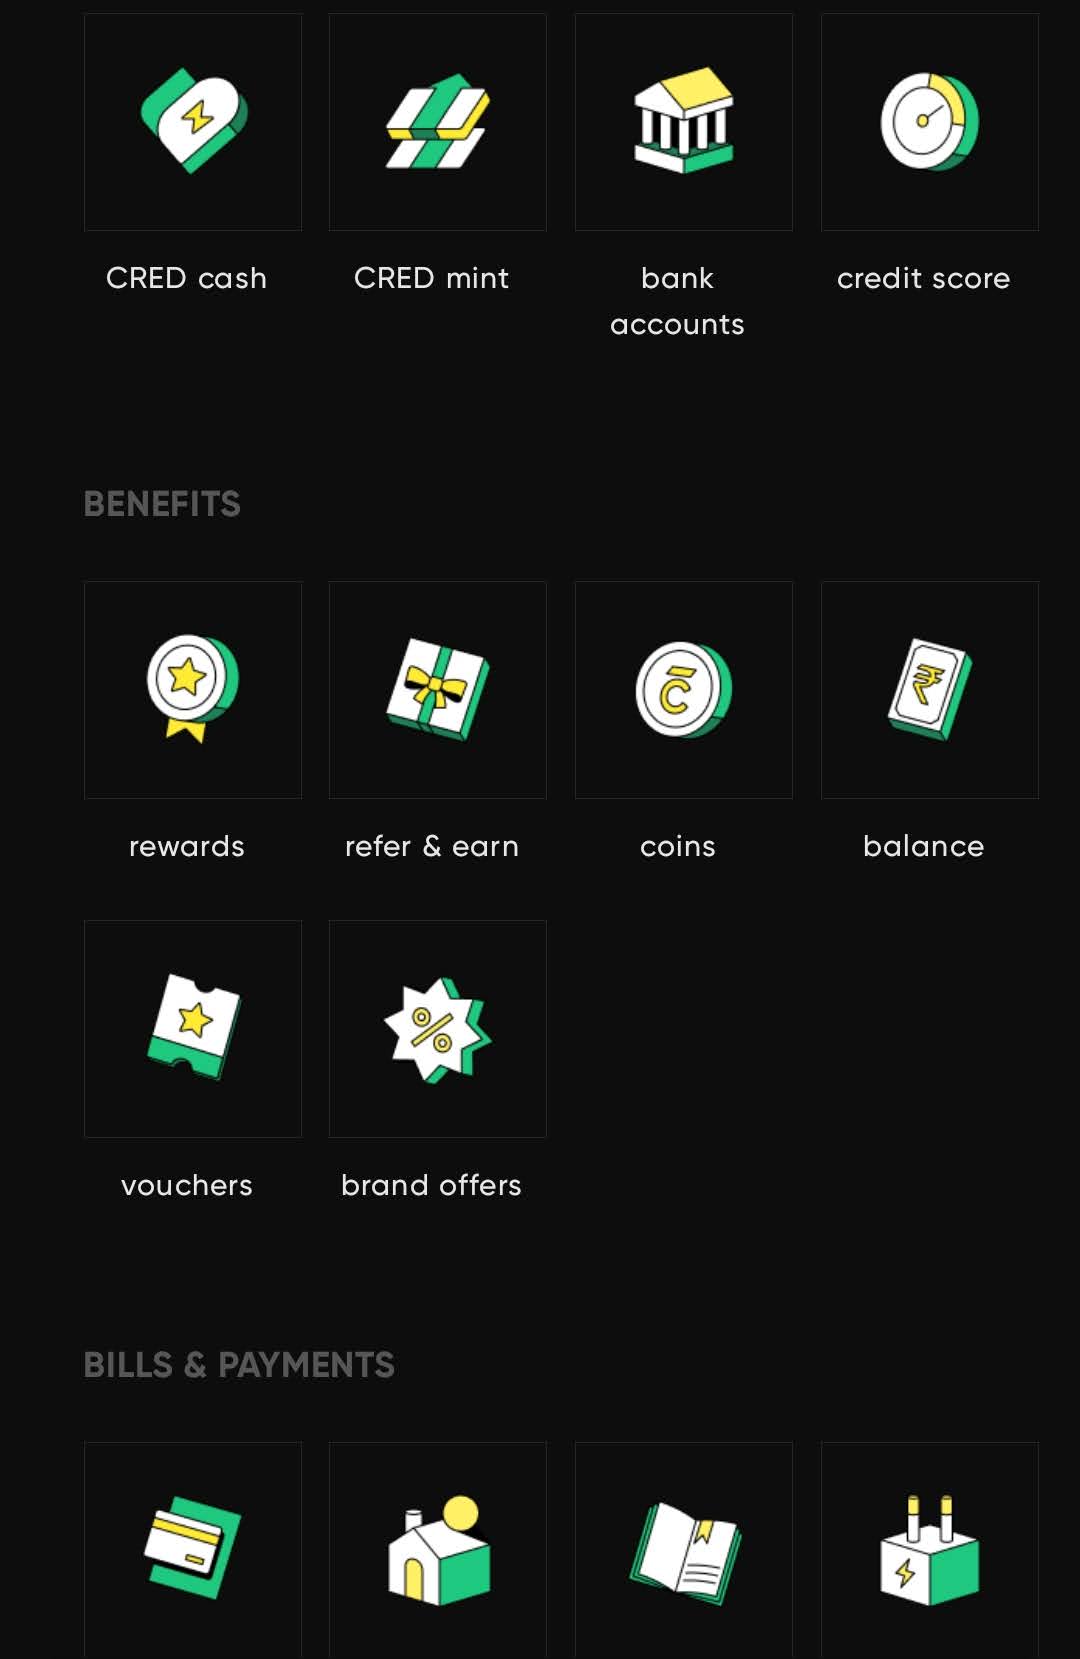 CRED cash
CRED mint
bank
accounts
credit score
BENEFITS
rewards
refer & earn
coins
balance
vouchers
brand offers
BILLS & PAYMENTS